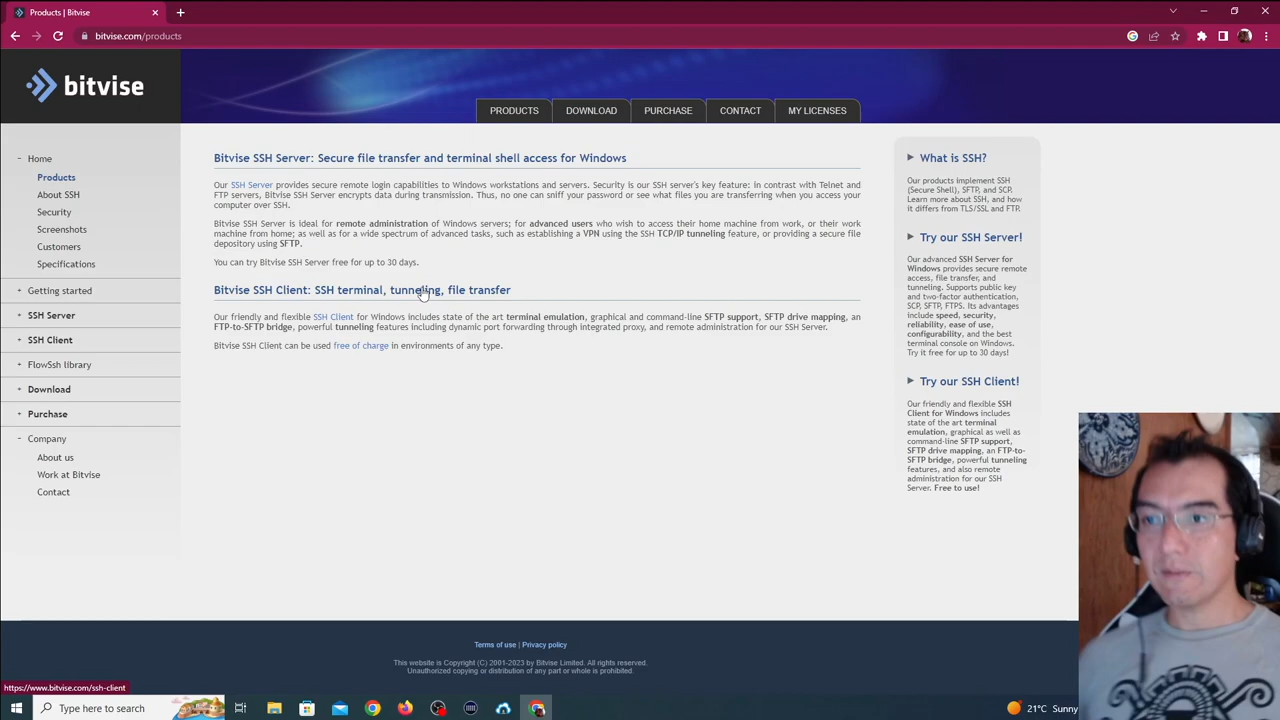 Products | Bitvise
bitvise.com/products
bitvise
PRODUCTS
DOWNLOAD
PURCHASE
CONTACT
MY LICENSES
Home
Products
About SSH
Security
Screenshots
Customers
Specifications
Getting started
SSH Server
SSH Client
FlowSsh library
Download
Purchase
Company
About us
Work at Bitvise
Contact
Bitvise SSH Server: Secure file transfer and terminal shell access for Windows
Our SSH Server provides secure remote login capabilities to Windows workstations and servers. Security is our SSH server's key feature: in contrast with Telnet and
FTP servers, Bitvise SSH Server encrypts data during transmission. Thus, no one can sniff your password or see what files you are transferring when you access your
computer over SSH.
Bitvise SSH Server is ideal for remote administration of Windows servers; for advanced users who wish to access their home machine from work, or their work
machine from home; as well as for a wide spectrum of advanced tasks, such as establishing a VPN using the SSH TCP/IP tunneling feature, or providing a secure file
depository using SFTP.
You can try Bitvise SSH Server free for up to 30 days.
Bitvise SSH Client: SSH terminal, tunneling, file transfer
Our friendly and flexible SSH Client for Windows includes state of the art terminal emulation, graphical and command-line SFTP support, SFTP drive mapping, an
FTP-to-SFTP bridge, powerful tunneling features including dynamic port forwarding through integrated proxy, and remote administration for our SSH Server.
Bitvise SSH Client can be used free of charge in environments of any type.
What is SSH?
Our products implement SSH
(Secure Shell), SFTP, and SCP.
Learn more about SSH, and how
it differs from TLS/SSL and FTP.
Try our SSH Server!
Our advanced SSH Server for
Windows provides secure remote
access, file transfer, and
tunneling. Supports public key
and two-factor authentication,
SCP, SFTP, FTPS. Its advantages
include speed, security,
reliability, ease of use,
configurability, and the best
terminal console on Windows.
Try it free for up to 30 days!
Try our SSH Client!
Our friendly and flexible SSH
Client for Windows includes
state of the art terminal
emulation, graphical as well as
command-line SFTP support,
SFTP drive mapping, an FTP-to-
SFTP bridge, powerful tunneling
features, and also remote
administration for our SSH
Server. Free to use!
Terms of use | Privacy policy
This website is Copyright (C) 2001-2023 by Bitvise Limited. All rights reserved.
Unauthorized copying or distribution of any part or whole is prohibited.
https://www.bitvise.com/ssh-client
Type here to search
21°C Sunny